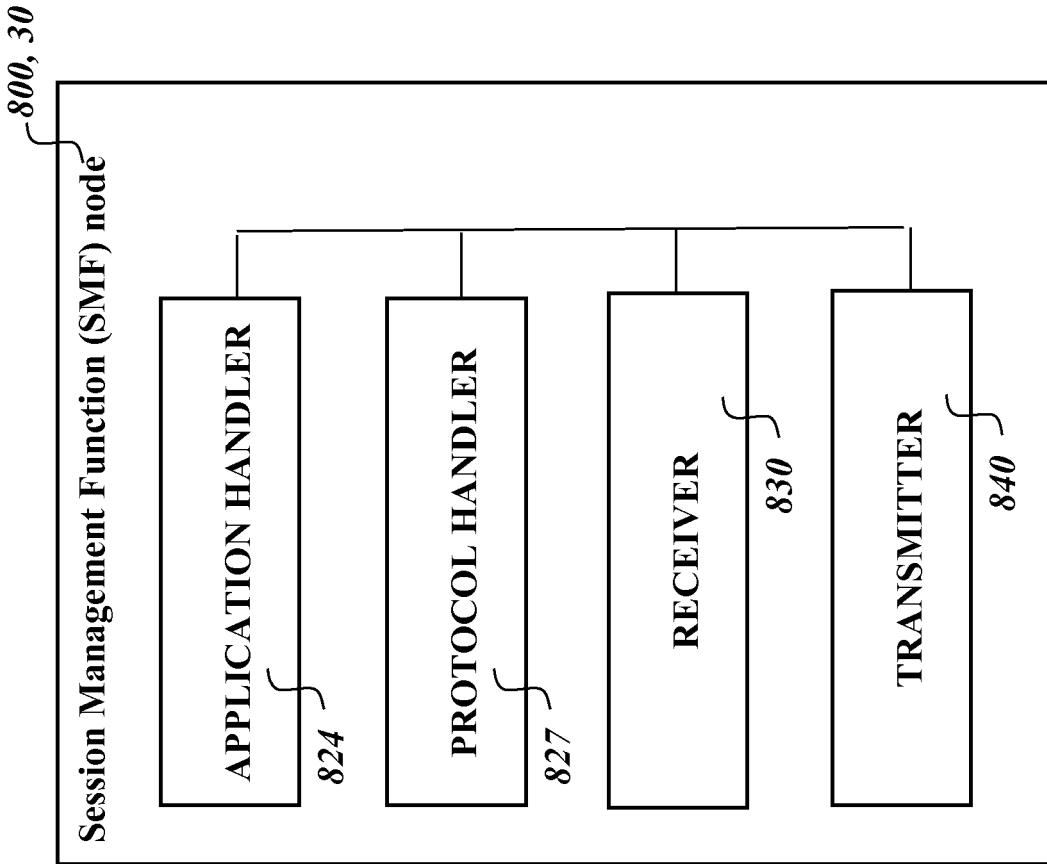 800, 30
Session Management Function (SMF) node
APPLICATION HANDLER
824
PROTOCOL HANDLER
827
RECEIVER
830
TRANSMITTER
840